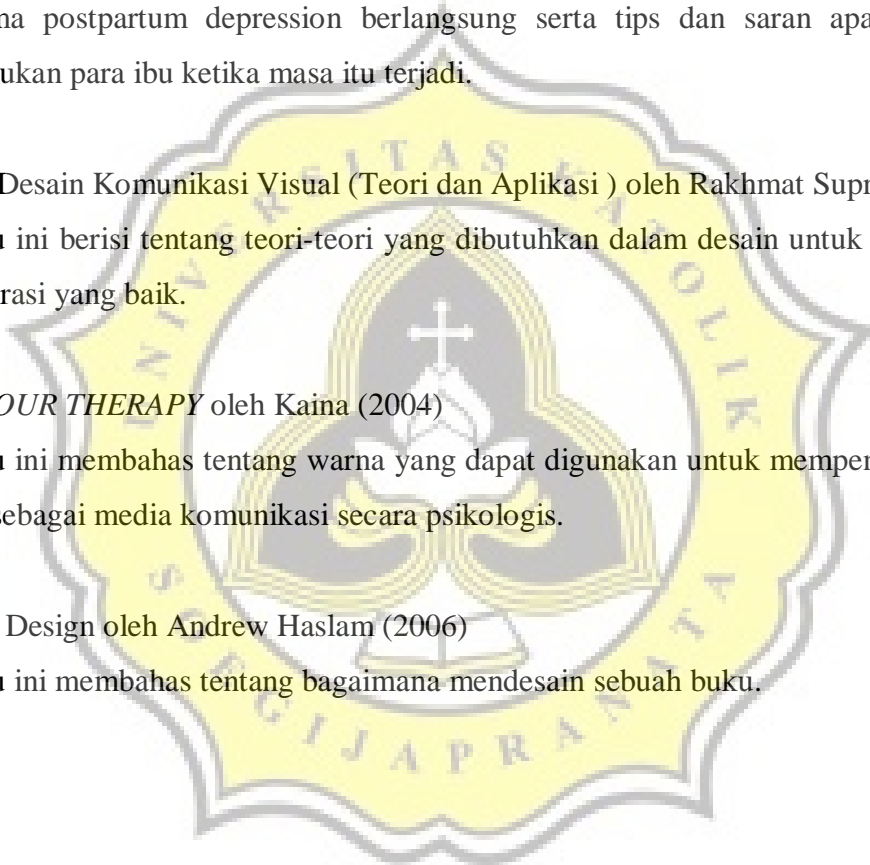 na postpartum depression berlangsung serta tips dan saran apa
ukan para ibu ketika masa itu terjadi.
Desain Komunikasi Visual (Teori dan Aplikasi ) oleh Rakhmat Supr
u ini berisi tentang teori-teori yang dibutuhkan dalam desain untuk
rasi yang baik.
OUR THERAPY oleh Kaina (2004)
u ini membahas tentang warna yang dapat digunakan untuk memper
sebagai media komunikasi secara psikologis.
Design oleh Andrew Haslam (2006)
u ini membahas tentang bagaimana mendesain sebuah buku.
UNIVERSITAS KATOLIK
SOEGIJAPRANATA